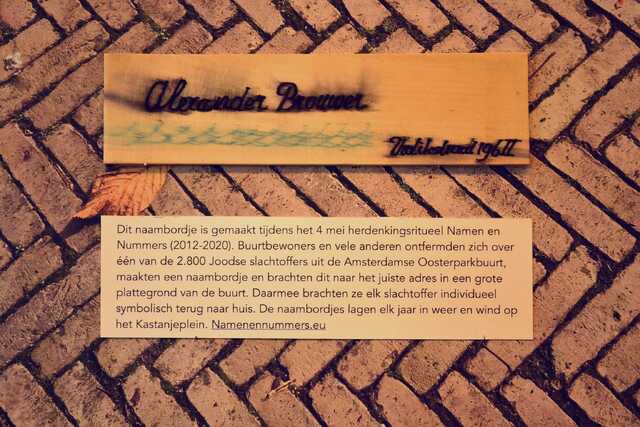 Alexander Brouwer
196 II
Dit naambordje is gemaakt tijdens het 4 mei herdenkingsritueel Namen en
Nummers (2012-2020). Buurtbewoners en vele anderen ontfermden zich over
één van de 2.800 Joodse slachtoffers uit de Amsterdamse Oosterparkbuurt,
maakten een naambordje en brachten dit naar het juiste adres in een grote
plattegrond van de buurt. Daarmee brachten ze elk slachtoffer individueel
symbolisch terug naar huis. De naambordjes lagen elk jaar in weer en wind op
het Kastanjeplein. Namenennummers.eu